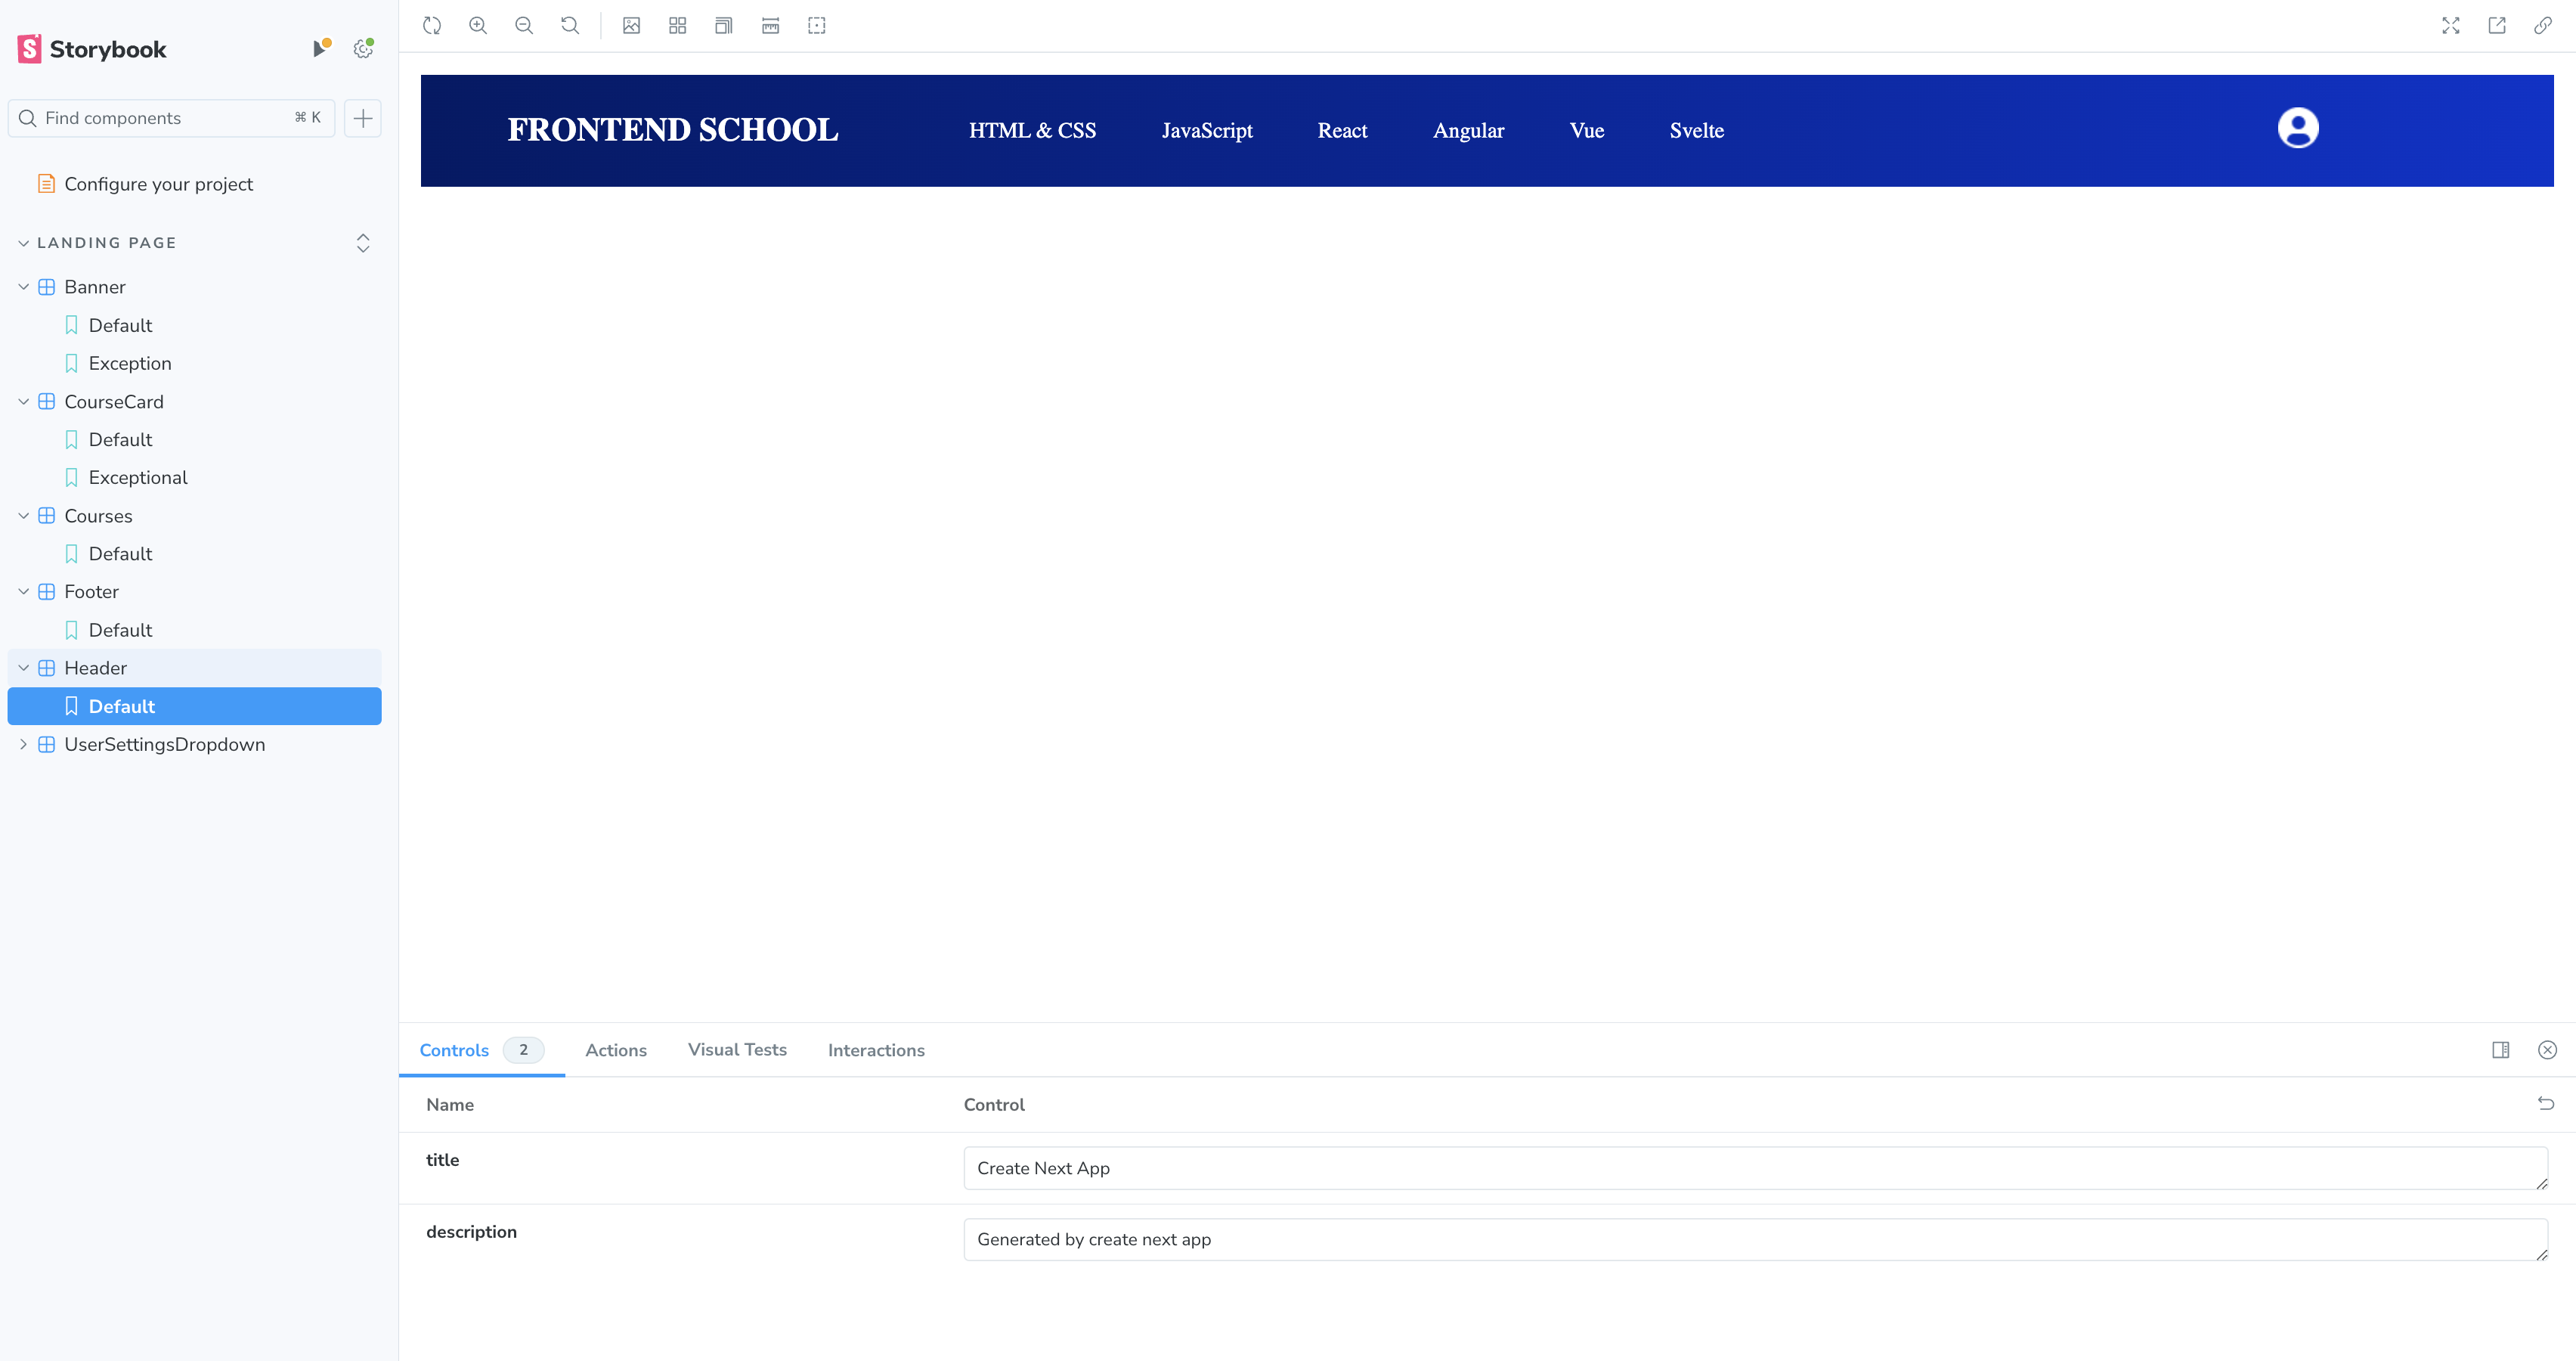 Storybook
Find components
⌘ K
Configure your project
LANDING PAGE
Banner
Default
Exception
CourseCard
Default
Exceptional
Courses
Default
Footer
Default
Header
Default
UserSettingsDropdown
FRONTEND SCHOOL HTML & CSS JavaScript React Angular Vue Svelte
Controls 2 Actions Visual Tests Interactions
Name Control
title Create Next App
description Generated by create next app